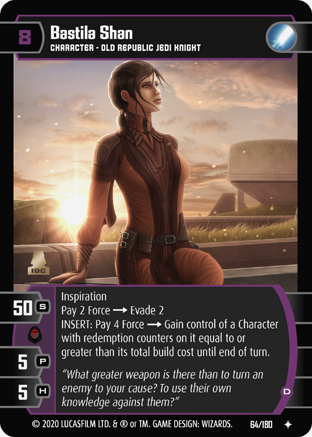 8
Bastila Shan
CHARACTER - OLD REPUBLIC JEDI KNIGHT
IDC
50 S
5 P
5 H
Inspiration
Pay 2 Force → Evade 2
INSERT: Pay 4 Force → Gain control of a Character
with redemption counters on it equal to or
greater than its total build cost until end of turn.
"What greater weapon is there than to turn an
enemy to your cause? To use their own
knowledge against them?"
D
© 2020 LUCASFILM LTD. & ® or TM. GAME DESIGN: WIZARDS.
64/180